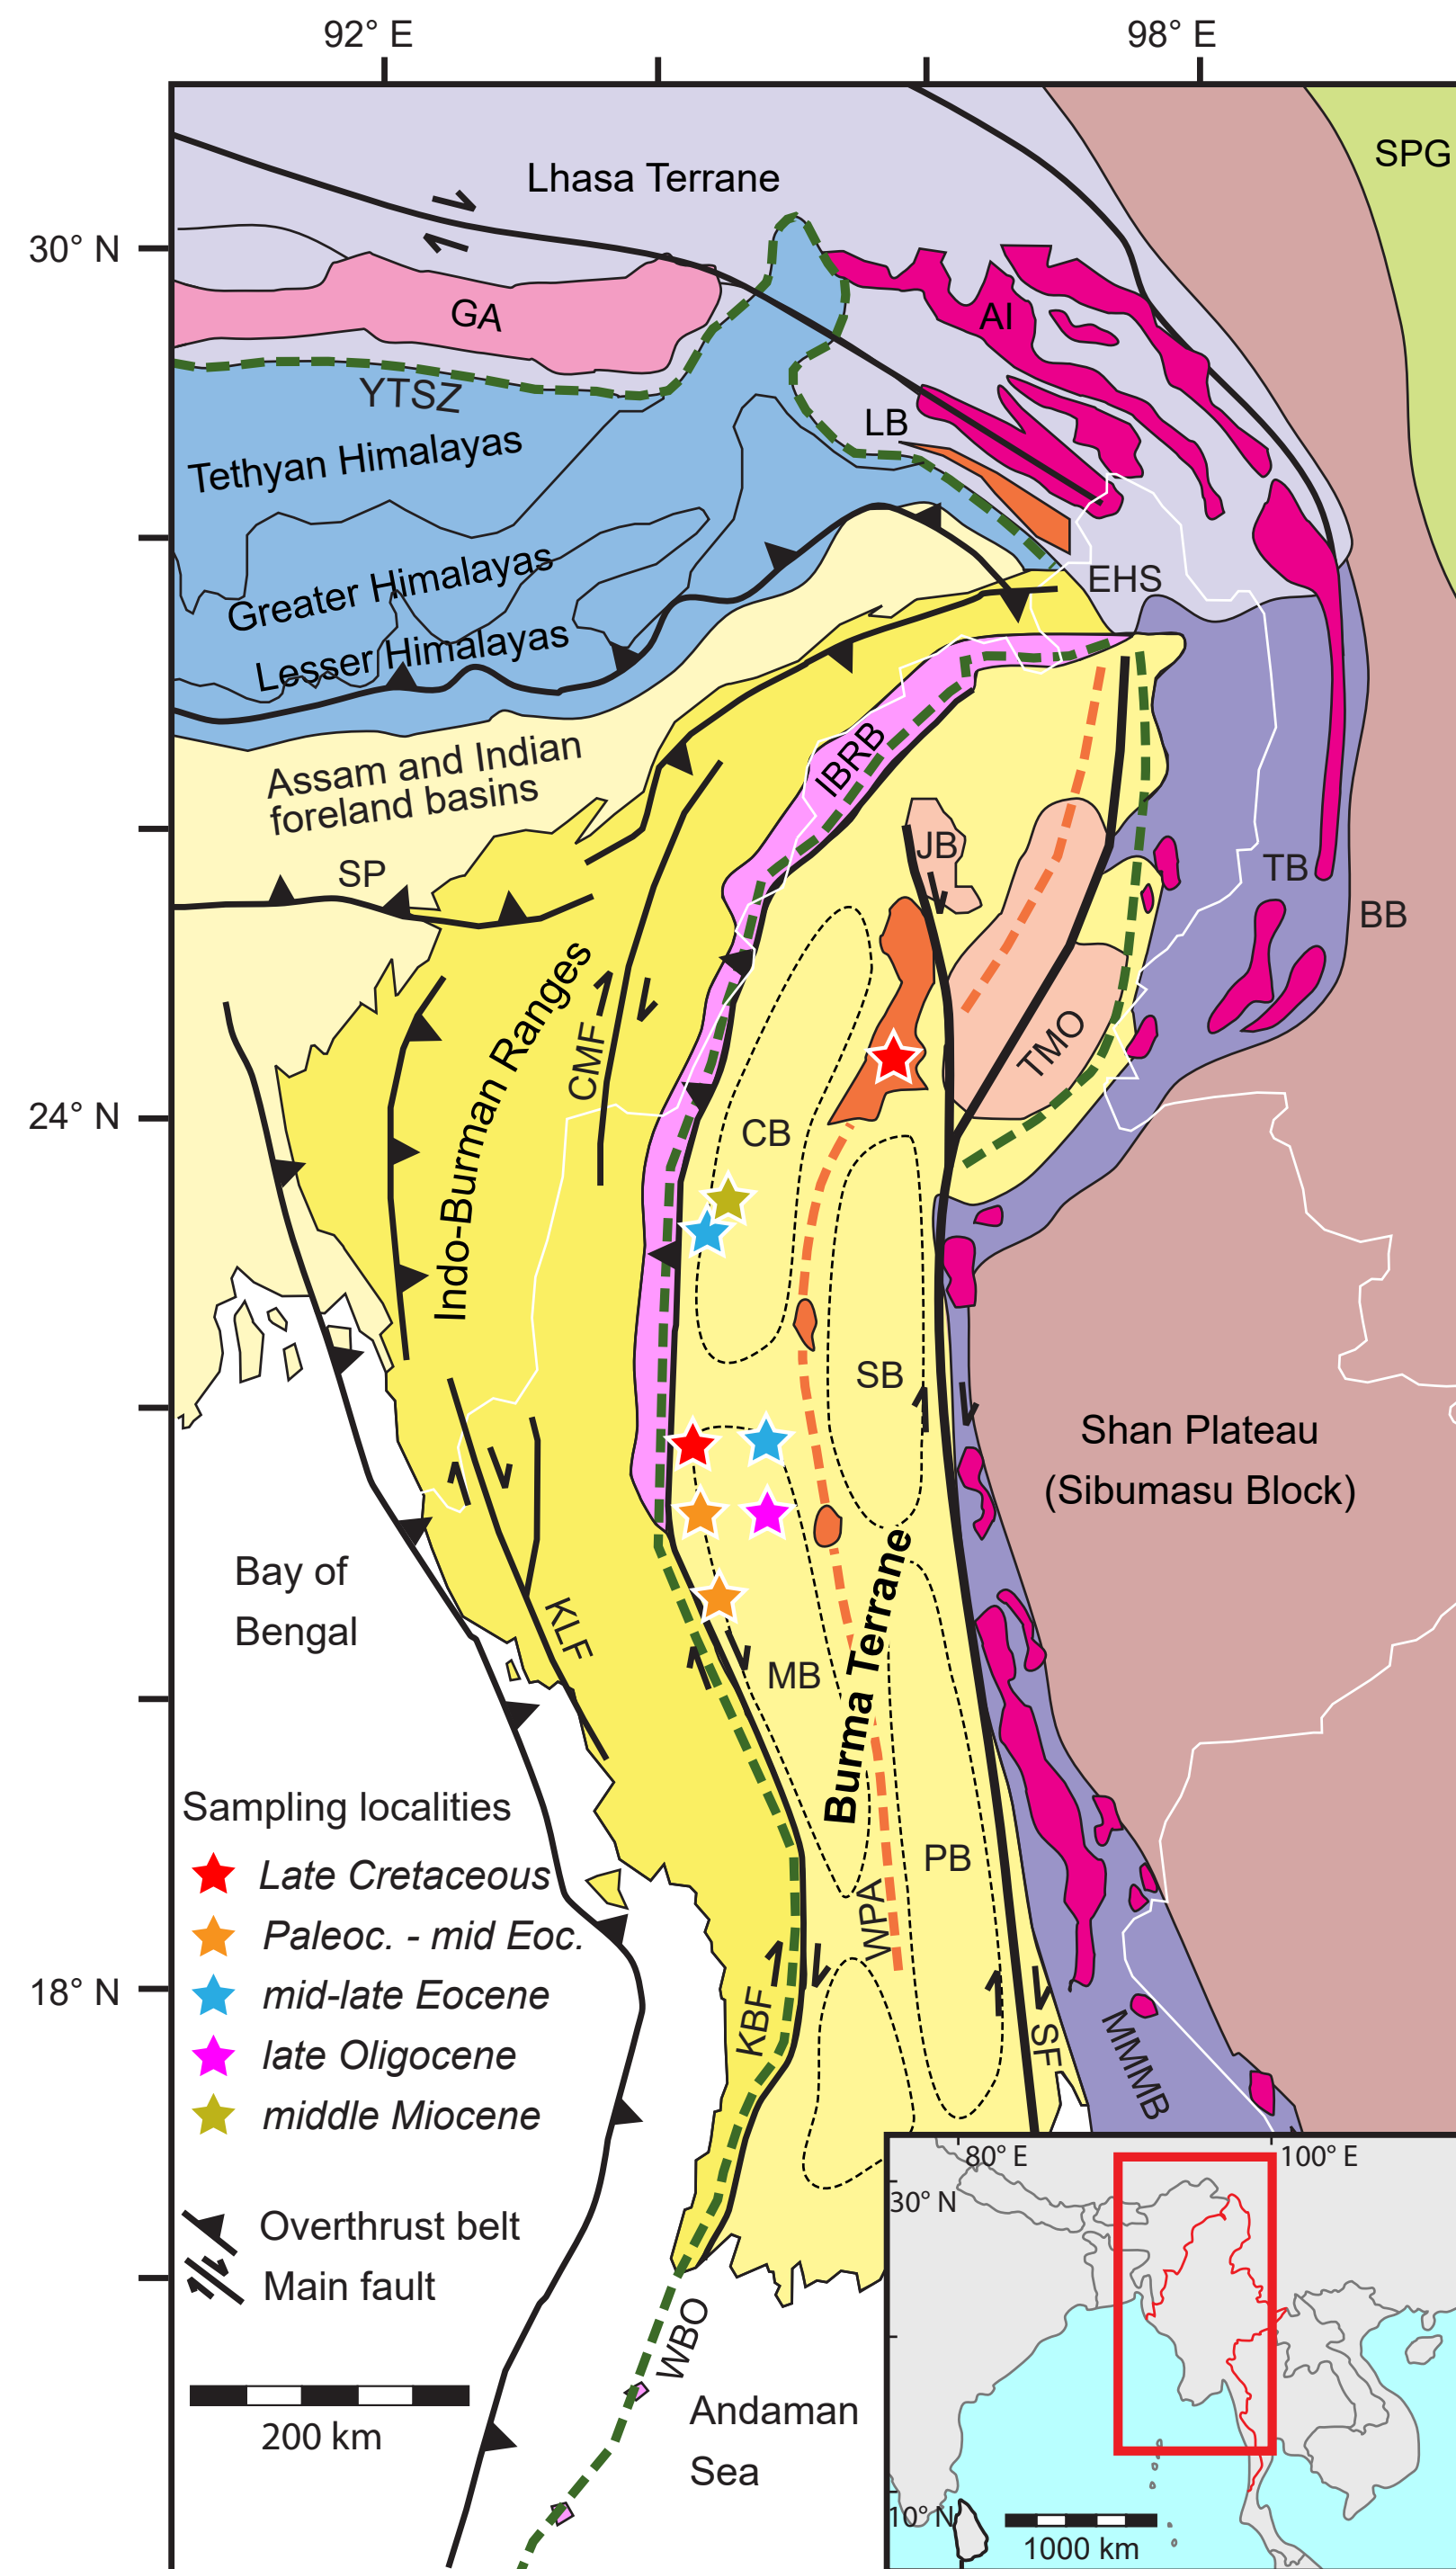 92° E
98° E
30° N
24° N
18° N
Lhasa Terrane
SPG
GA
AI
YTSZ
LB
Tethyan Himalayas
Greater Himalayas
EHS
Lesser Himalayas
Assam and Indian
foreland basins
IBRB
SP
JB
TB
BB
Indo-Burman Ranges
CMF
TMO
CB
SB
Shan Plateau
(Sibumasu Block)
Bay of
Bengal
KLF
MB
Burma Terrane
PB
WPA
KBF
SF
MMMB
Sampling localities
Late Cretaceous
Paleoc. - mid Eoc.
mid-late Eocene
late Oligocene
middle Miocene
Overthrust belt
Main fault
200 km
WBO
Andaman
Sea
80° E
100° E
30° N
10° N
1000 km